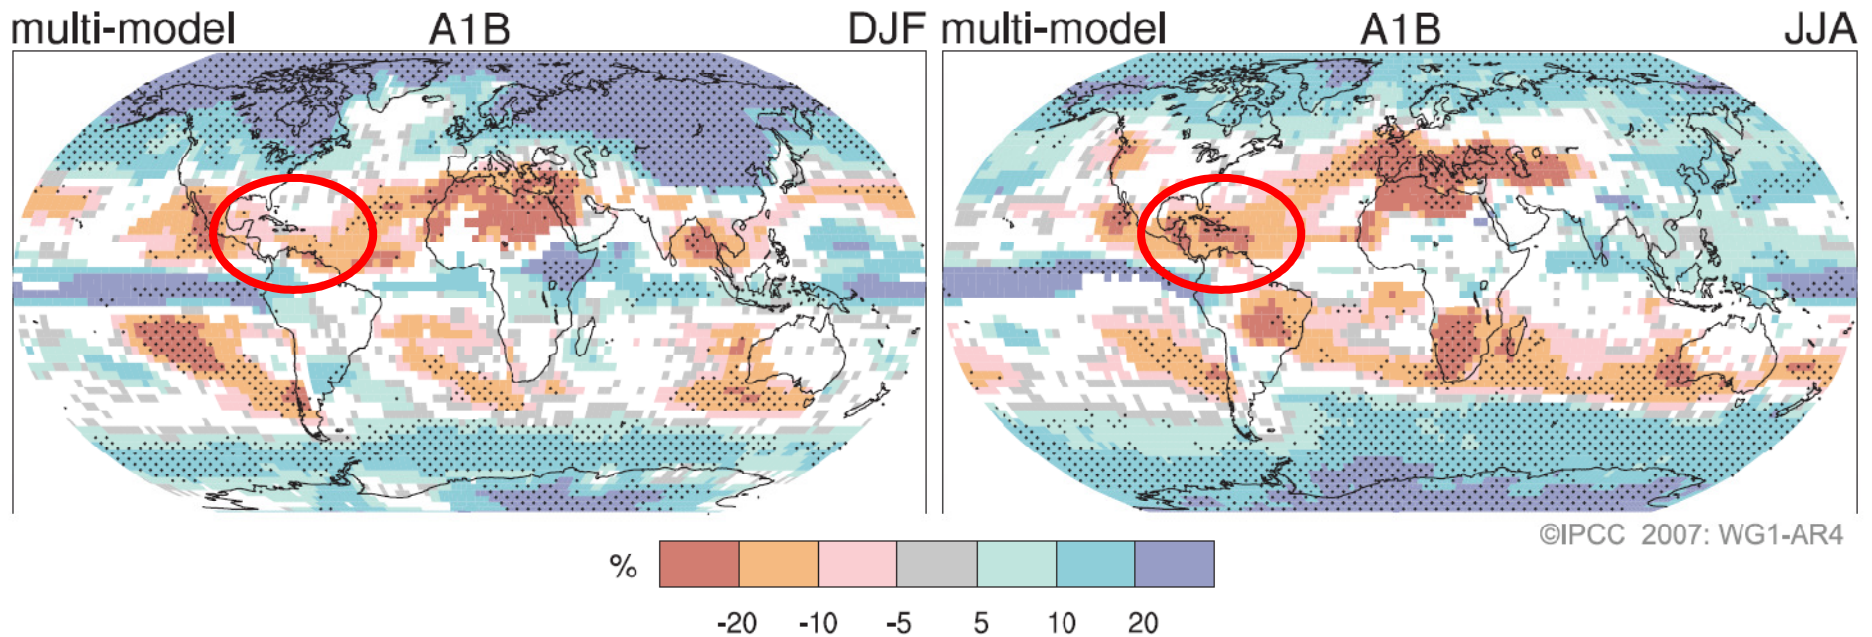 multi-model A1B DJF
multi-model A1B JJA
©IPCC 2007: WG1-AR4
%
-20 -10 -5 5 10 20